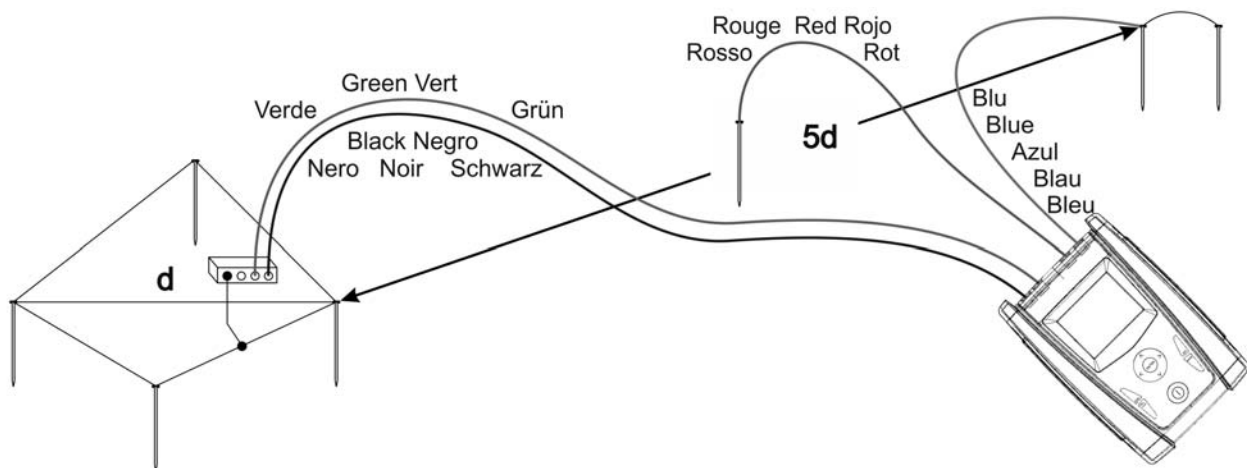 Rouge Red Rojo
Rosso Rot
Green Vert
Verde Grün
Black Negro
Nero Noir Schwarz
5d
Blu
Blue
Azul
Blau
Bleu
d